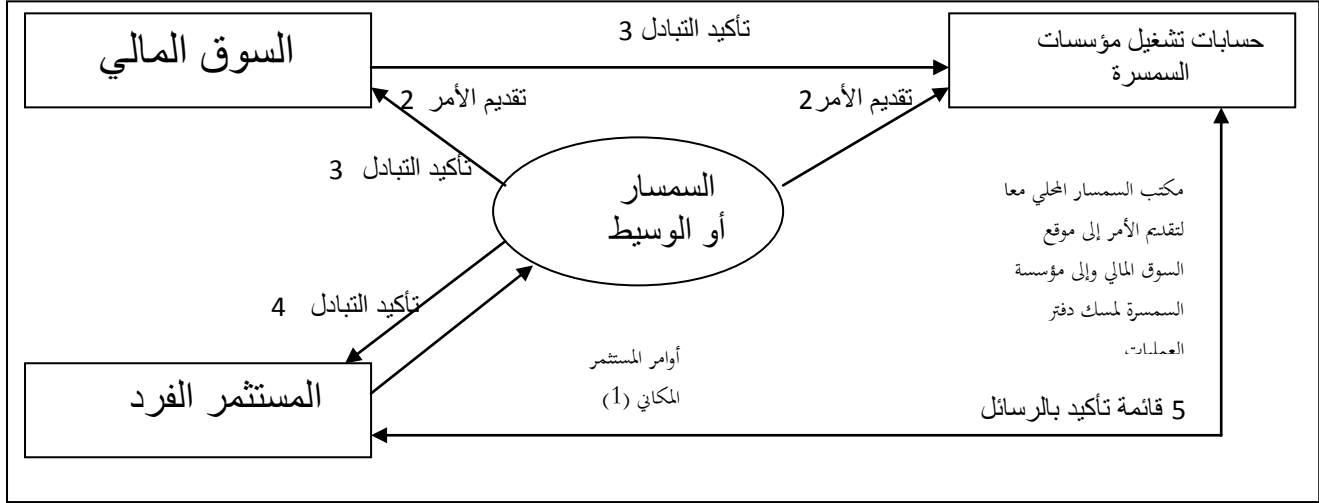 تأكيد التبادل 3
السوق المالي
حسابات تشغيل مؤسسات
السمسرة
تقديم الأمر 2
تقديم الأمر2
تأكيد التبادل 3
السمسار
أو الوسيط
مكتب السمسار المحلي معا
لتقديم الأمر إلى موقع
السوق المالي وإلى مؤسسة
السمسرة لمسك دفتر
العمليات
تأكيد التبادل 4
أوامر المستثمر
المكاني (1)
المستثمر الفرد
5 قائمة تأكيد بالرسائل